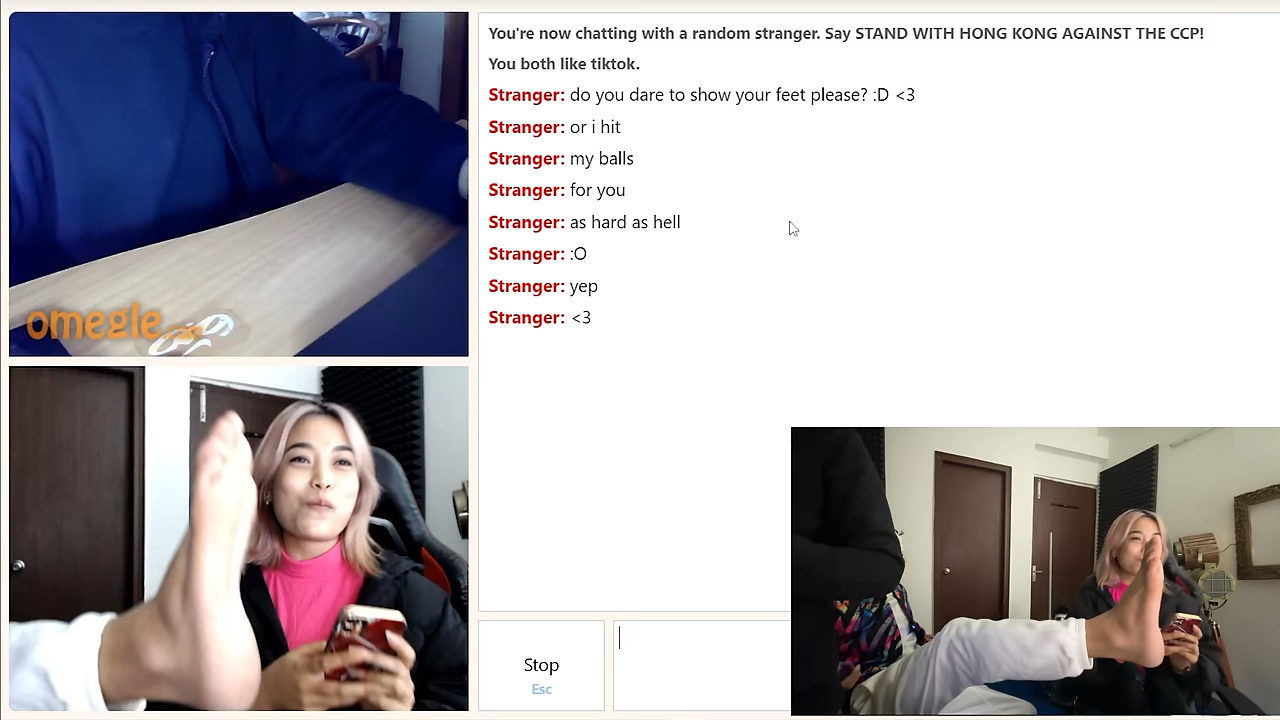 You're now chatting with a random stranger. Say STAND WITH HONG KONG AGAINST THE CCP!
You both like tiktok.
Stranger: do you dare to show your feet please? :D <3
Stranger: or i hit
Stranger: my balls
Stranger: for you
Stranger: as hard as hell
Stranger: :O
Stranger: yep
Stranger: <3
omegle
Stop
Esc